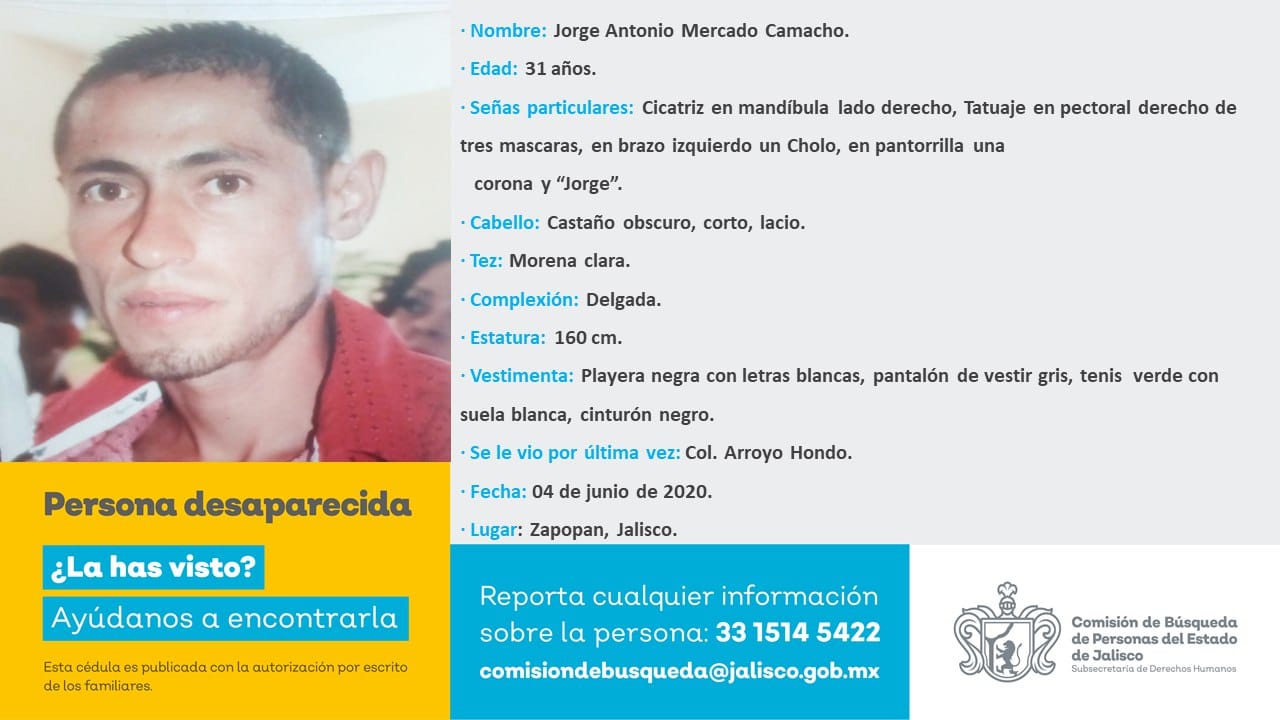 · Nombre: Jorge Antonio Mercado Camacho.
· Edad: 31 años.
· Señas particulares: Cicatriz en mandíbula lado derecho, Tatuaje en pectoral derecho de
tres mascaras, en brazo izquierdo un Cholo, en pantorrilla una
corona y “Jorge”.
· Cabello: Castaño obscuro, corto, lacio.
· Tez: Morena clara.
· Complexión: Delgada.
· Estatura: 160 cm.
· Vestimenta: Playera negra con letras blancas, pantalón de vestir gris, tenis verde con
suela blanca, cinturón negro.
· Se le vio por última vez: Col. Arroyo Hondo.
· Fecha: 04 de junio de 2020.
· Lugar: Zapopan, Jalisco.
Persona desaparecida
¿La has visto?
Ayúdanos a encontrarla
Esta cédula es publicada con la autorización por escrito
de los familiares.
Reporta cualquier información
sobre la persona: 33 1514 5422
comisiondebusqueda@jalisco.gob.mx
Comisión de Búsqueda
de Personas del Estado
de Jalisco
Subsecretaría de Derechos Humanos